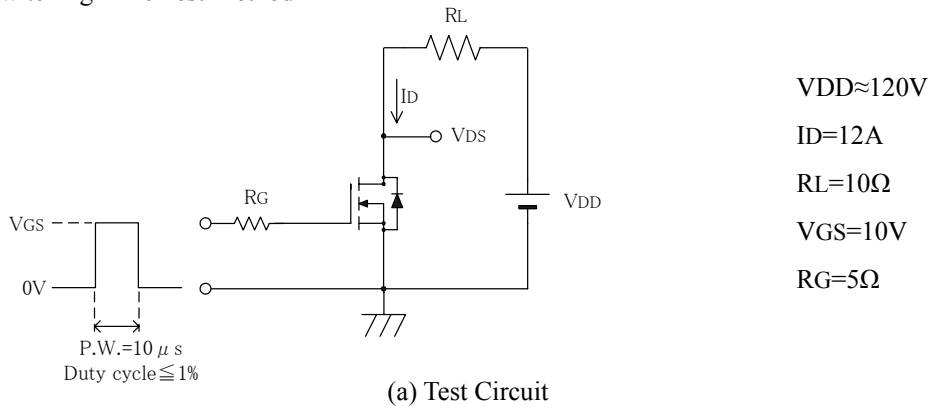 RL
ID
VDS
RG
VDD
VGS
0V
P.W.=10 μ s
Duty cycle≦1%
(a) Test Circuit
VDD≈120V
ID=12A
RL=10Ω
VGS=10V
RG=5Ω